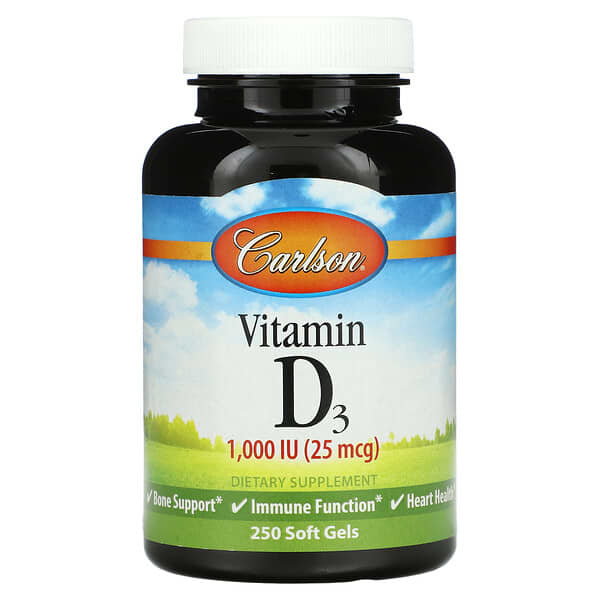 Carlson®
Vitamin
D₃
1,000 IU (25 mcg)
DIETARY SUPPLEMENT
✓ Bone Support* ✓ Immune Function* ✓ Heart Health*
250 Soft Gels